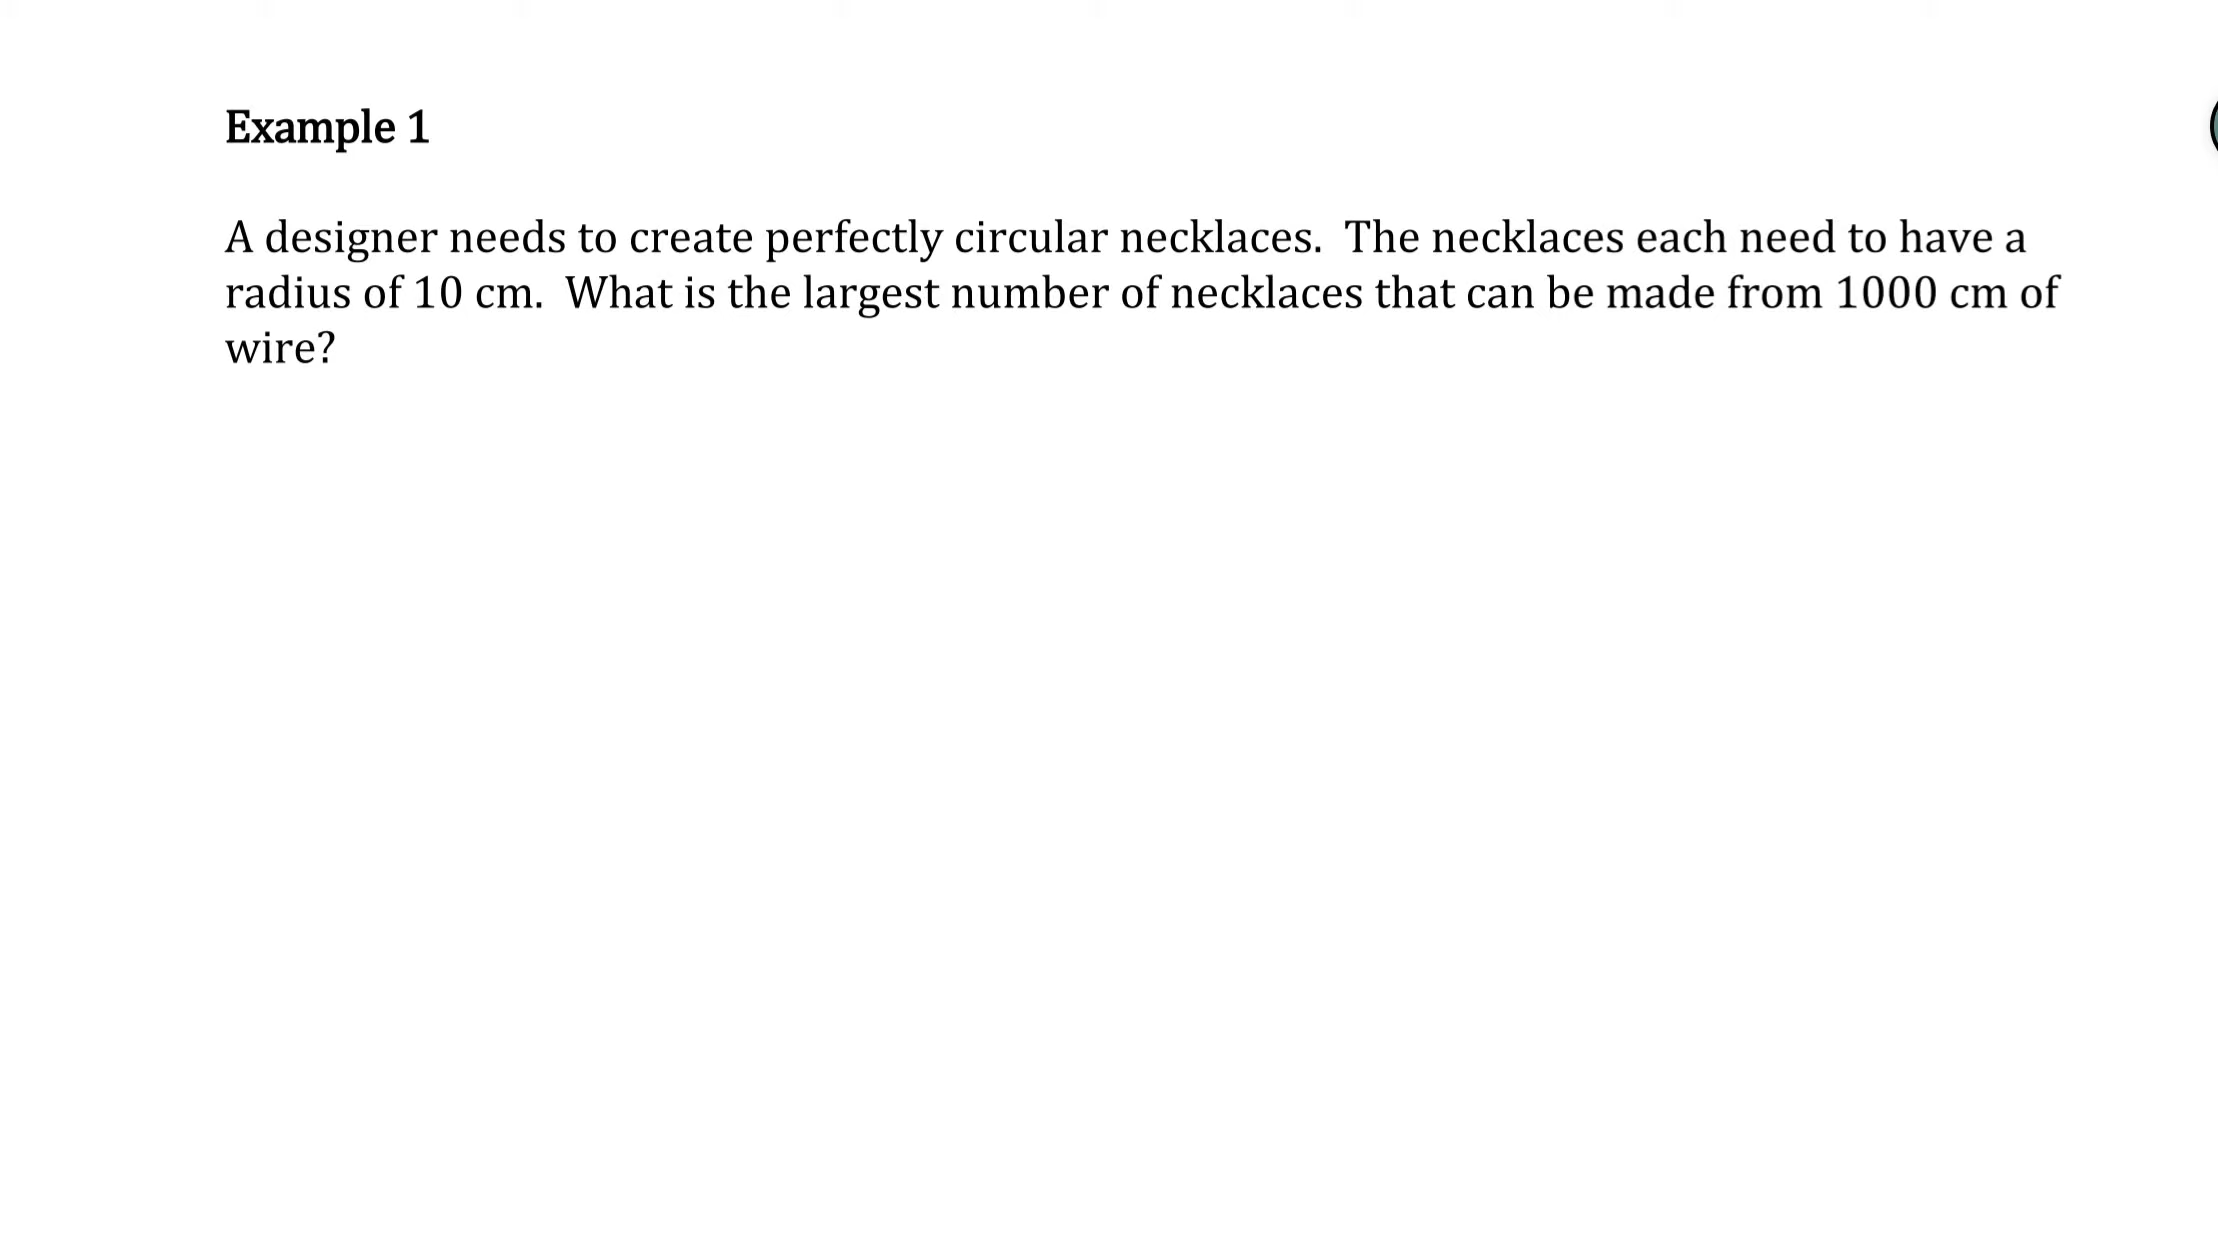 Example 1
A designer needs to create perfectly circular necklaces.  The necklaces each need to have a
radius of 10 cm.  What is the largest number of necklaces that can be made from 1000 cm of
wire?